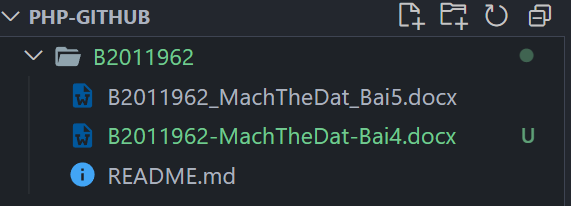 PHP-GITHUB
B2011962
B2011962_MachTheDat_Bai5.docx
B2011962-MachTheDat-Bai4.docx U
README.md